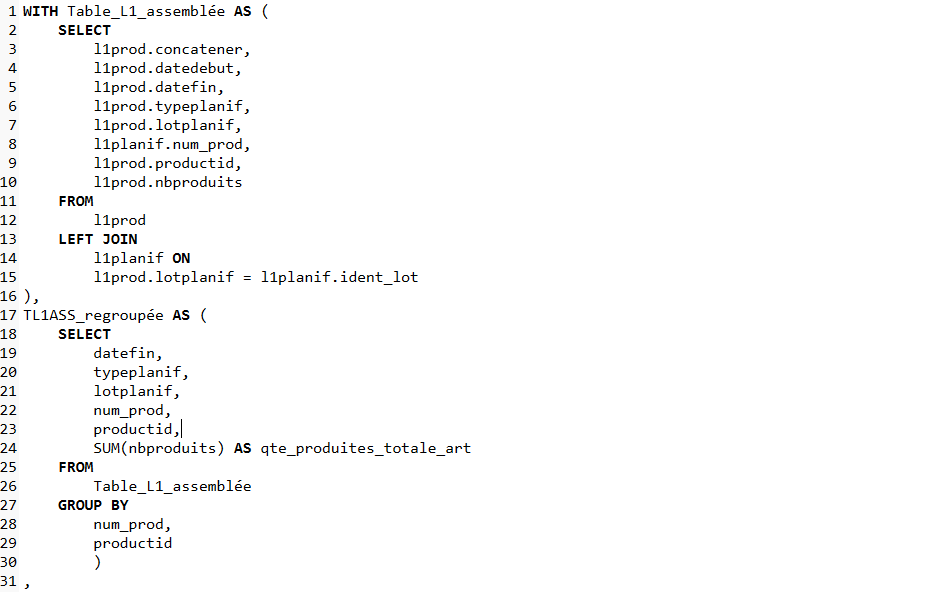 1 WITH Table_L1_assemblée AS (
2     SELECT
3         l1prod.concatener,
4         l1prod.datedebut,
5         l1prod.datefin,
6         l1prod.typeplanif,
7         l1prod.lotplanif,
8         l1planif.num_prod,
9         l1prod.productid,
10         l1prod.nbproduits
11     FROM
12         l1prod
13     LEFT JOIN
14         l1planif ON
15         l1prod.lotplanif = l1planif.ident_lot
16 ),
17 TL1ASS_regroupée AS (
18     SELECT
19         datefin,
20         typeplanif,
21         lotplanif,
22         num_prod,
23         productid,
24         SUM(nbproduits) AS qte_produites_totale_art
25     FROM
26         Table_L1_assemblée
27     GROUP BY
28         num_prod,
29         productid
30         )
31 ,